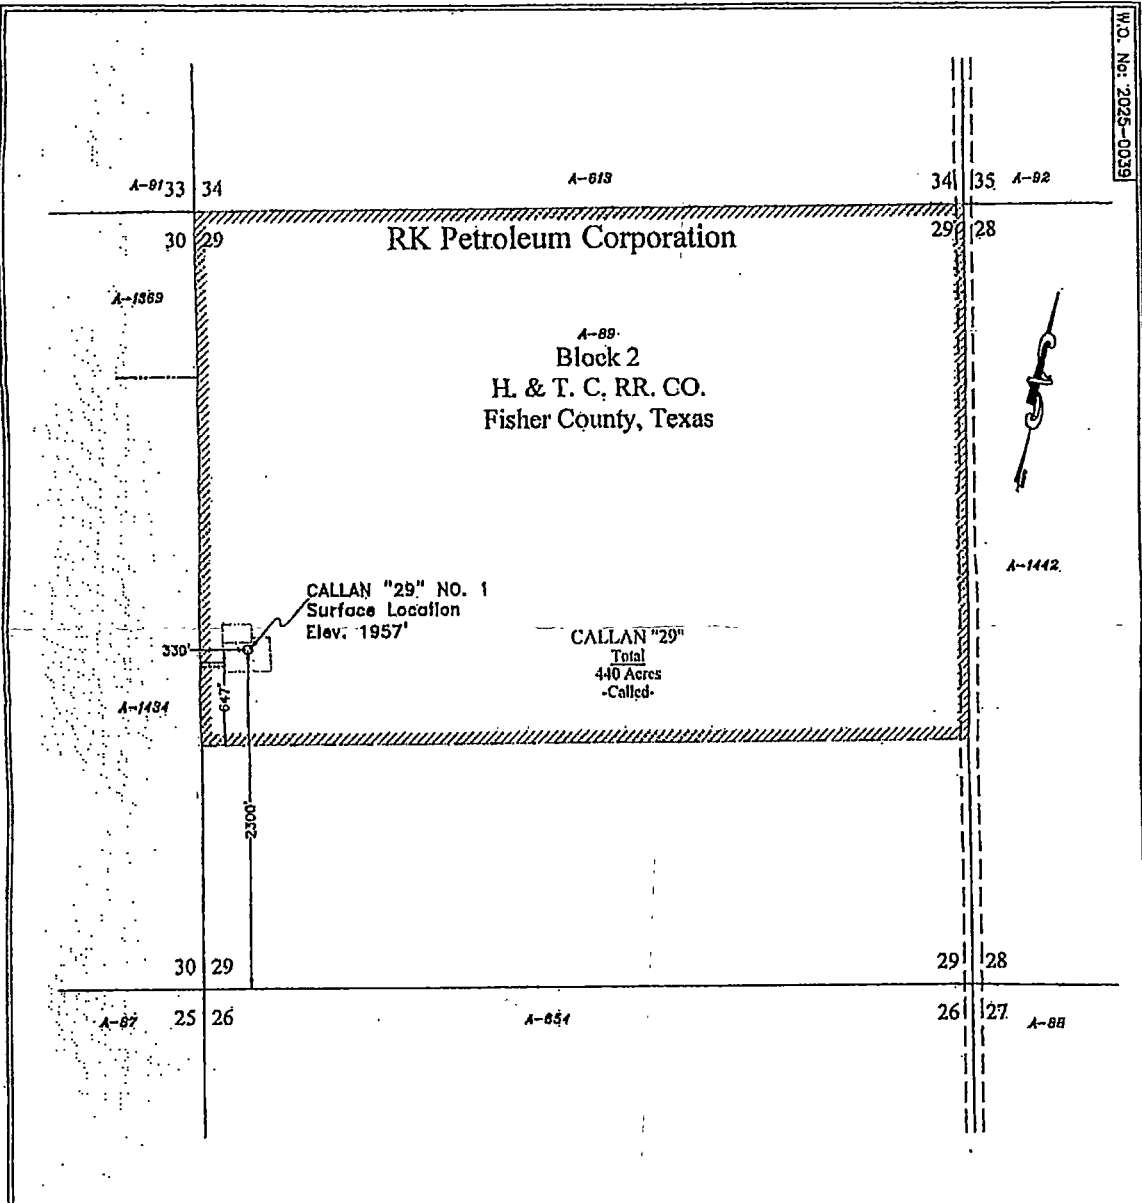 W.O. No: 2025-0039
A-91 33 34
A-613
34 35 A-92
30 29
RK Petroleum Corporation
29 28
A-1369
A-89
Block 2
H. & T. C. RR. CO.
Fisher County, Texas
A-1442
CALLAN "29" NO. 1
Surface Location
Elev. 1957'
330'
CALLAN "29"
Total
440 Acres
-Called-
647'
A-1434
2300'
30 29
29 28
A-87 25 26
A-654
26 27 A-88